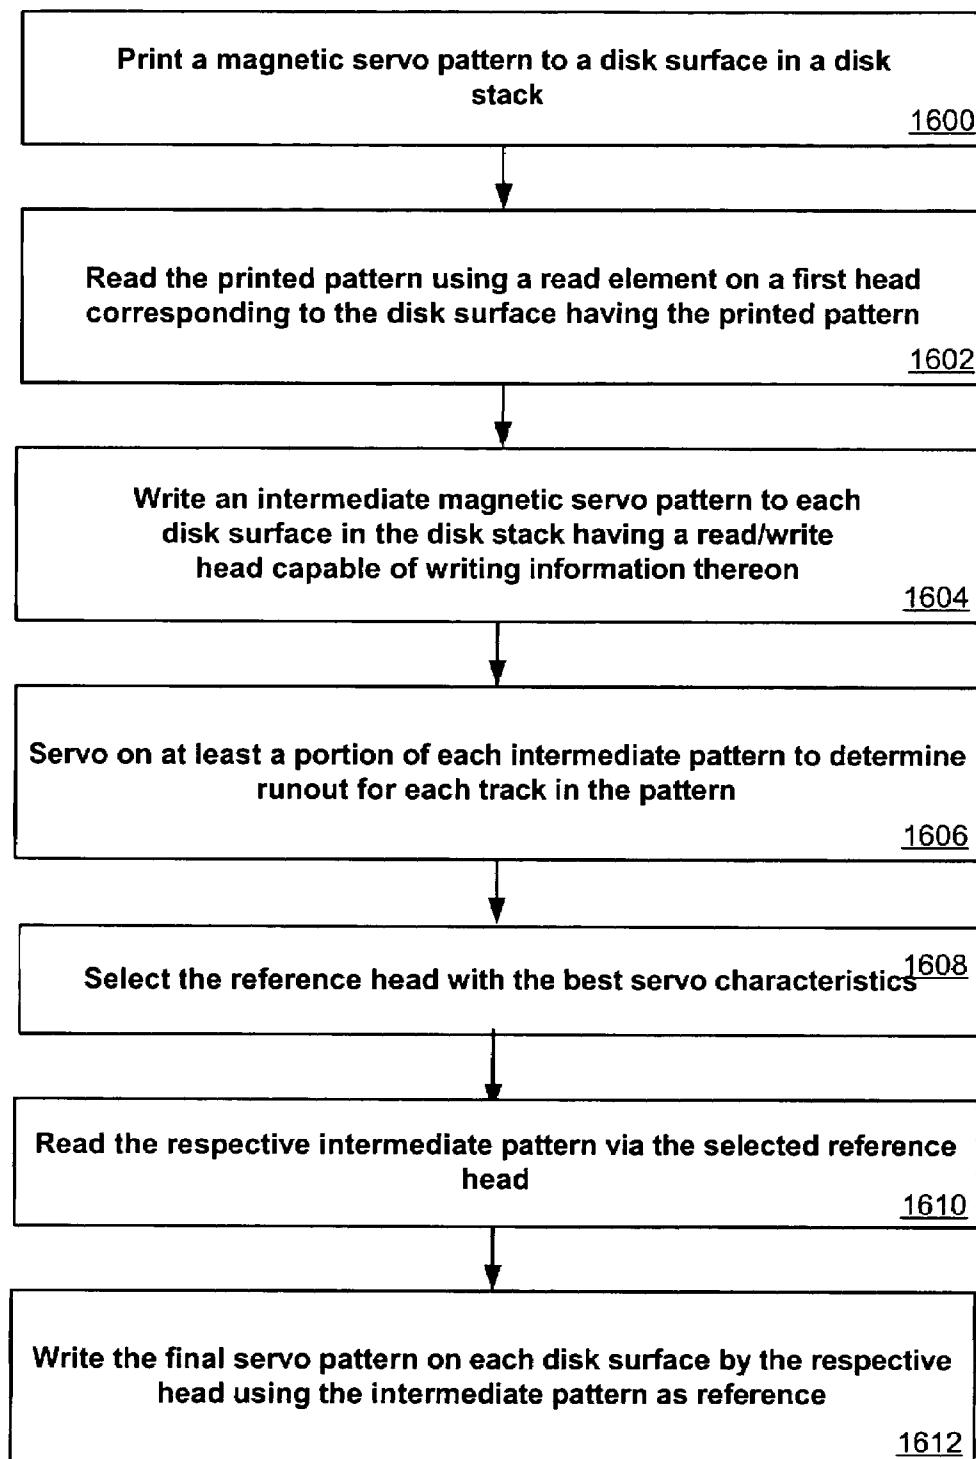 Print a magnetic servo pattern to a disk surface in a disk
stack
1600
Read the printed pattern using a read element on a first head
corresponding to the disk surface having the printed pattern
1602
Write an intermediate magnetic servo pattern to each
disk surface in the disk stack having a read/write
head capable of writing information thereon
1604
Servo on at least a portion of each intermediate pattern to determine
runout for each track in the pattern
1606
Select the reference head with the best servo characteristics
1608
Read the respective intermediate pattern via the selected reference
head
1610
Write the final servo pattern on each disk surface by the respective
head using the intermediate pattern as reference
1612